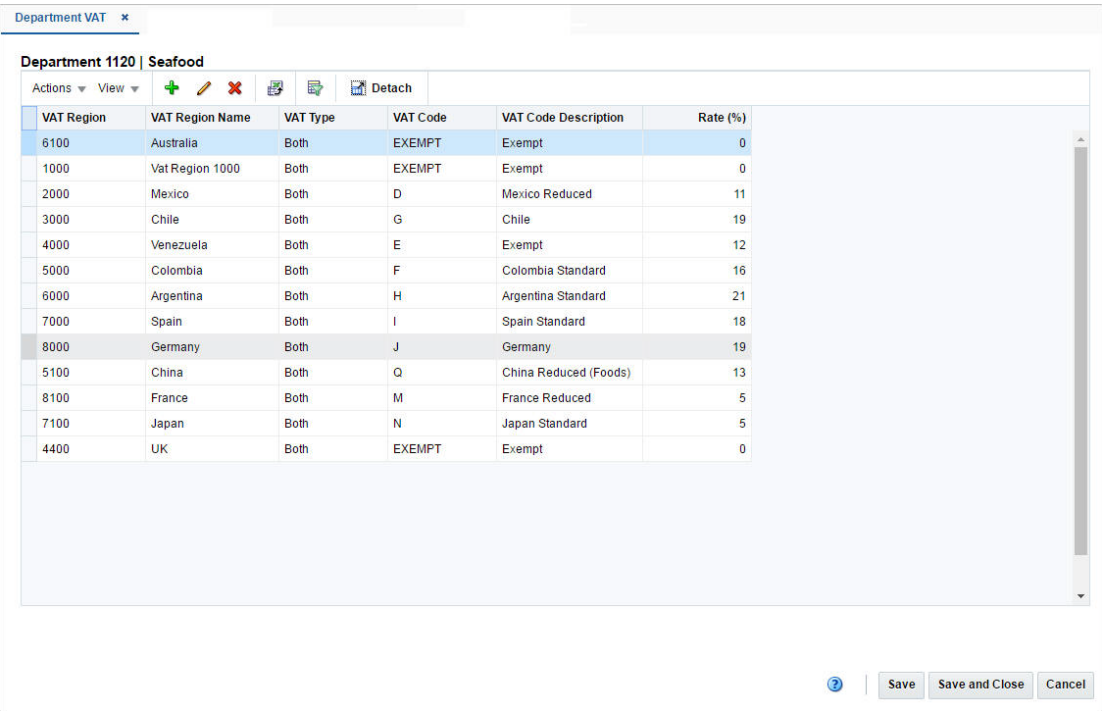 Department VAT ×
Department 1120 | Seafood
Actions View Detach
VAT Region VAT Region Name VAT Type VAT Code VAT Code Description Rate (%)
6100 Australia Both EXEMPT Exempt 0
1000 Vat Region 1000 Both EXEMPT Exempt 0
2000 Mexico Both D Mexico Reduced 11
3000 Chile Both G Chile 19
4000 Venezuela Both E Exempt 12
5000 Colombia Both F Colombia Standard 16
6000 Argentina Both H Argentina Standard 21
7000 Spain Both I Spain Standard 18
8000 Germany Both J Germany 19
5100 China Both Q China Reduced (Foods) 13
8100 France Both M France Reduced 5
7100 Japan Both N Japan Standard 5
4400 UK Both EXEMPT Exempt 0
? Save Save and Close Cancel